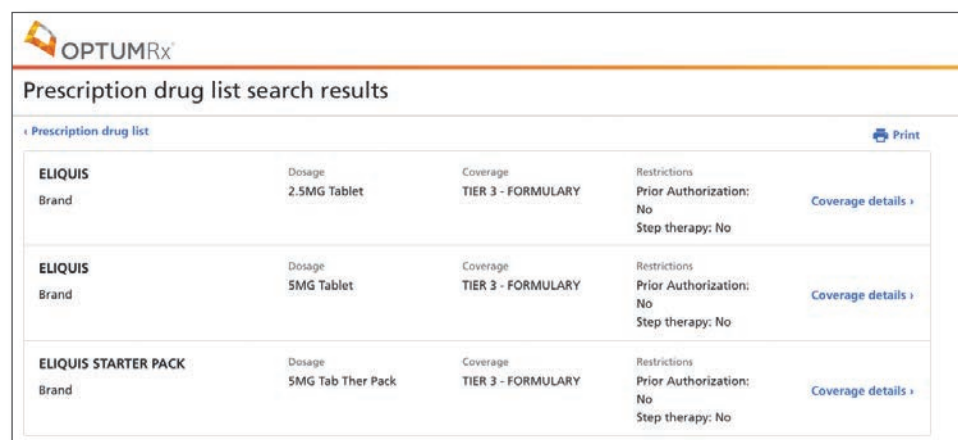 OPTUMRx
Prescription drug list search results
‹ Prescription drug list
Print
ELIQUIS
Brand
Dosage
2.5MG Tablet
Coverage
TIER 3 - FORMULARY
Restrictions
Prior Authorization:
No
Step therapy: No
Coverage details ›
ELIQUIS
Brand
Dosage
5MG Tablet
Coverage
TIER 3 - FORMULARY
Restrictions
Prior Authorization:
No
Step therapy: No
Coverage details ›
ELIQUIS STARTER PACK
Brand
Dosage
5MG Tab Ther Pack
Coverage
TIER 3 - FORMULARY
Restrictions
Prior Authorization:
No
Step therapy: No
Coverage details ›